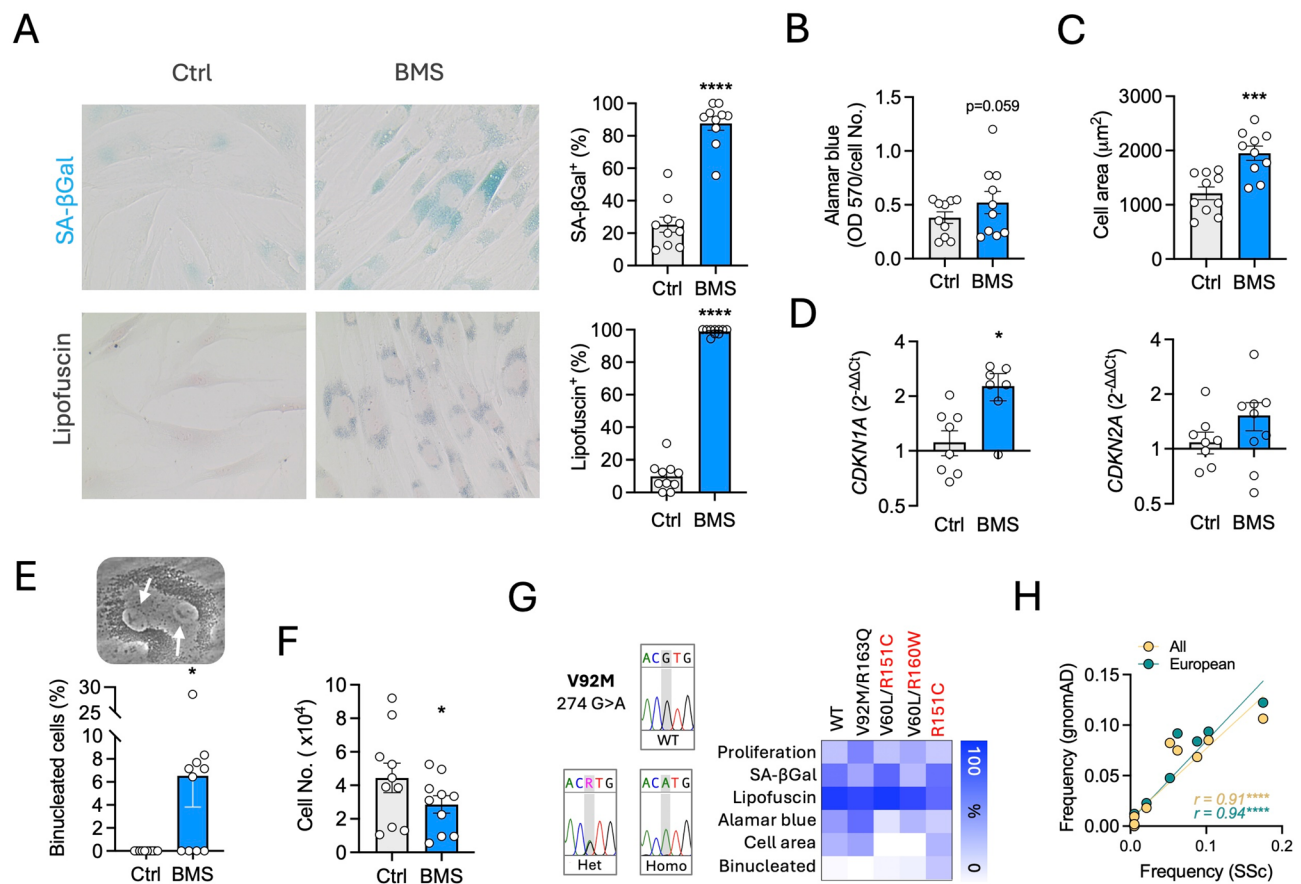 A
Ctrl
BMS
SA-βGal
Lipofuscin
SA-βGal⁺ (%)
100
80
60
40
20
0
****
Ctrl
BMS
Lipofuscin⁺ (%)
100
80
60
40
20
0
****
Ctrl
BMS
B
Alamar blue
(OD 570/cell No.)
1.5
1.0
0.5
0.0
p=0.059
Ctrl
BMS
C
Cell area (µm²)
3000
2000
1000
0
***
Ctrl
BMS
D
CDKN1A (2^-ΔΔCt)
4
2
1
0.5
*
Ctrl
BMS
CDKN2A (2^-ΔΔCt)
4
2
1
0.5
Ctrl
BMS
E
Binucleated cells (%)
30
25
10
8
6
4
2
0
*
Ctrl
BMS
F
Cell No. ( x10⁴)
10
8
6
4
2
0
*
Ctrl
BMS
G
V92M
274 G>A
ACGTG
WT
ACRTG
Het
ACATG
Homo
WT
V92M/R163Q
V60L/R151C
V60L/R160W
R151C
Proliferation
SA-βGal
Lipofuscin
Alamar blue
Cell area
Binucleated
100
%
0
H
All
European
Frequency (gnomAD)
0.15
0.10
0.05
0.00
r = 0.91****
r = 0.94****
0.0
0.1
0.2
Frequency (SSc)